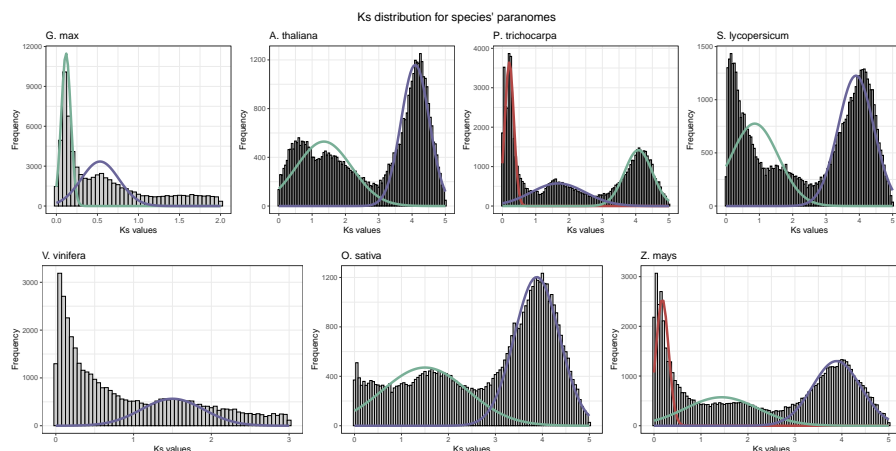 Ks distribution for species' paranomes
G. max
12000
9000
6000
3000
0
Frequency
0.0 0.5 1.0 1.5 2.0
Ks values
A. thaliana
1200
800
400
0
Frequency
0 1 2 3 4 5
Ks values
P. trichocarpa
4000
3000
2000
1000
0
Frequency
0 1 2 3 4 5
Ks values
S. lycopersicum
1500
1000
500
0
Frequency
0 1 2 3 4 5
Ks values
V. vinifera
3000
2000
1000
0
Frequency
0 1 2 3
Ks values
O. sativa
1200
800
400
0
Frequency
0 1 2 3 4 5
Ks values
Z. mays
3000
2000
1000
0
Frequency
0 1 2 3 4 5
Ks values